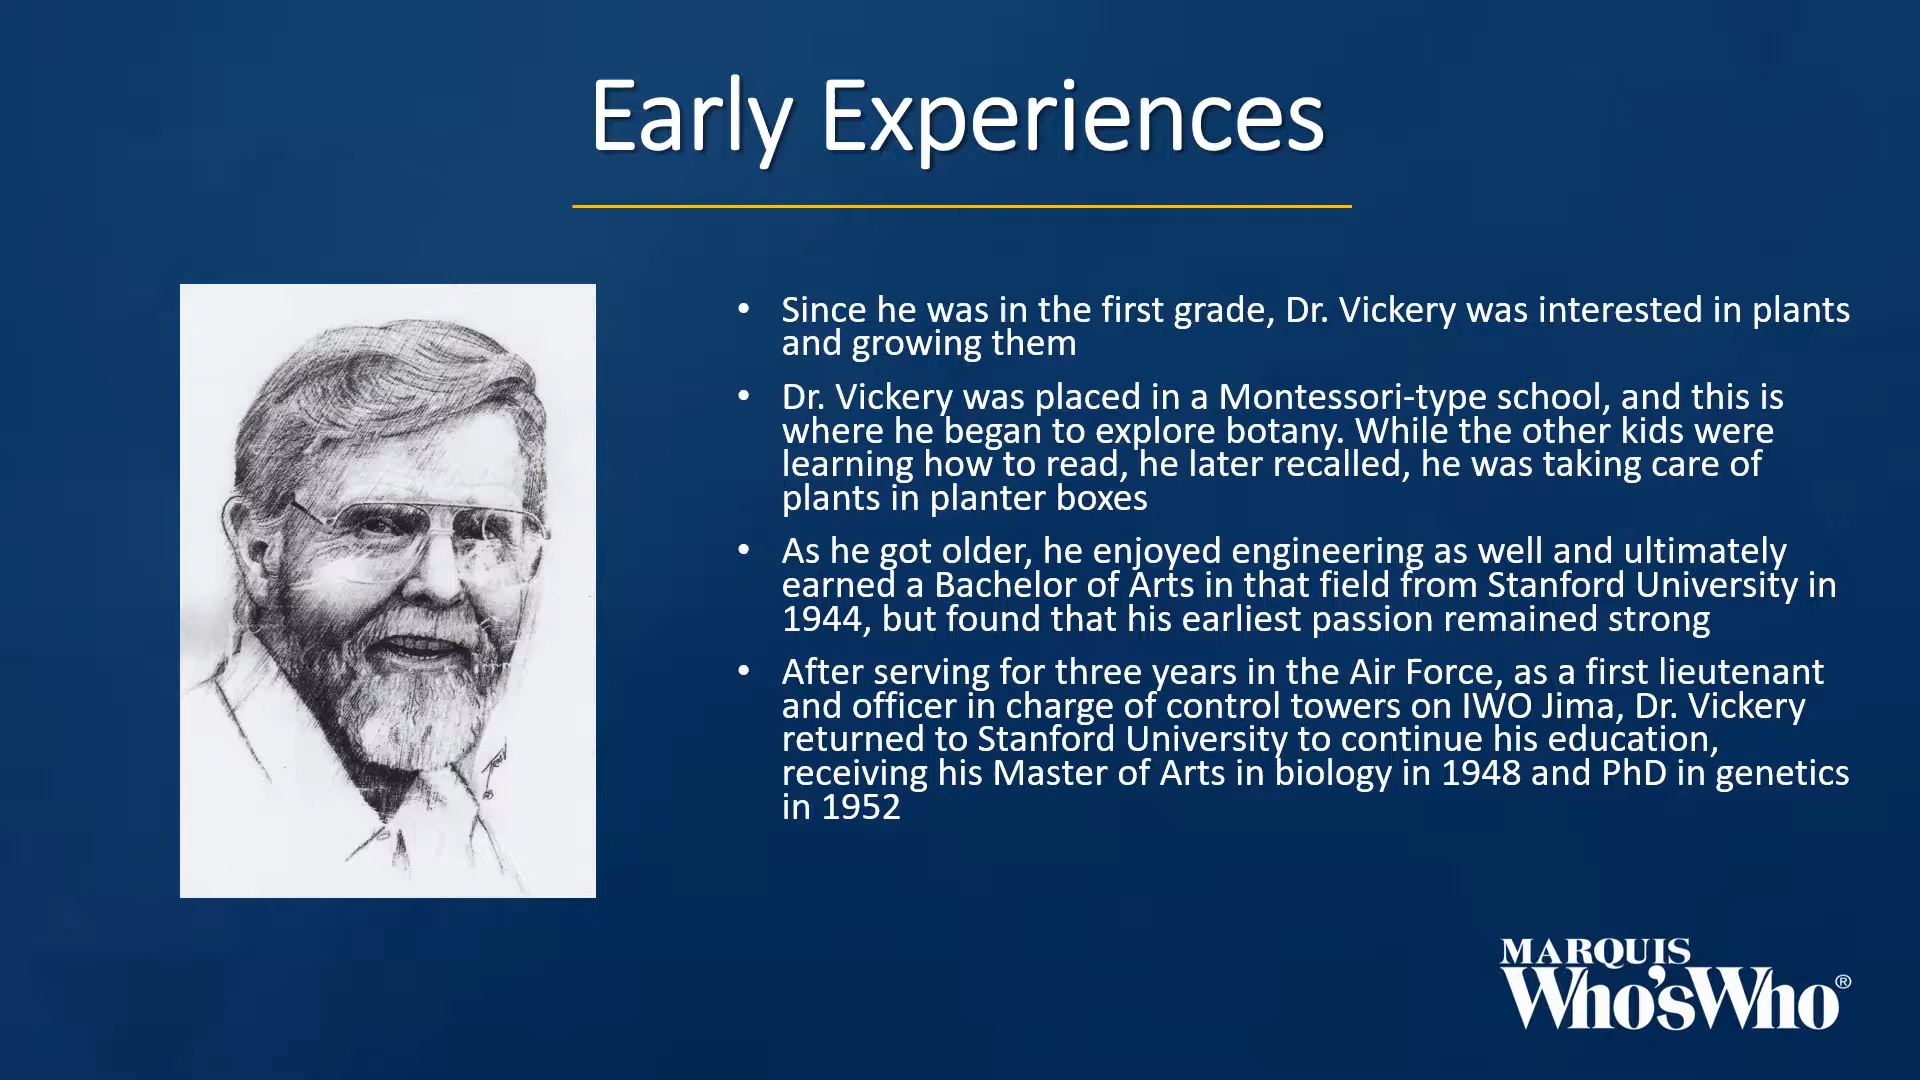 Early Experiences
• Since he was in the first grade, Dr. Vickery was interested in plants
and growing them
• Dr. Vickery was placed in a Montessori-type school, and this is
where he began to explore botany. While the other kids were
learning how to read, he later recalled, he was taking care of
plants in planter boxes
• As he got older, he enjoyed engineering as well and ultimately
earned a Bachelor of Arts in that field from Stanford University in
1944, but found that his earliest passion remained strong
• After serving for three years in the Air Force, as a first lieutenant
and officer in charge of control towers on IWO Jima, Dr. Vickery
returned to Stanford University to continue his education,
receiving his Master of Arts in biology in 1948 and PhD in genetics
in 1952
MARQUIS
Who'sWho®